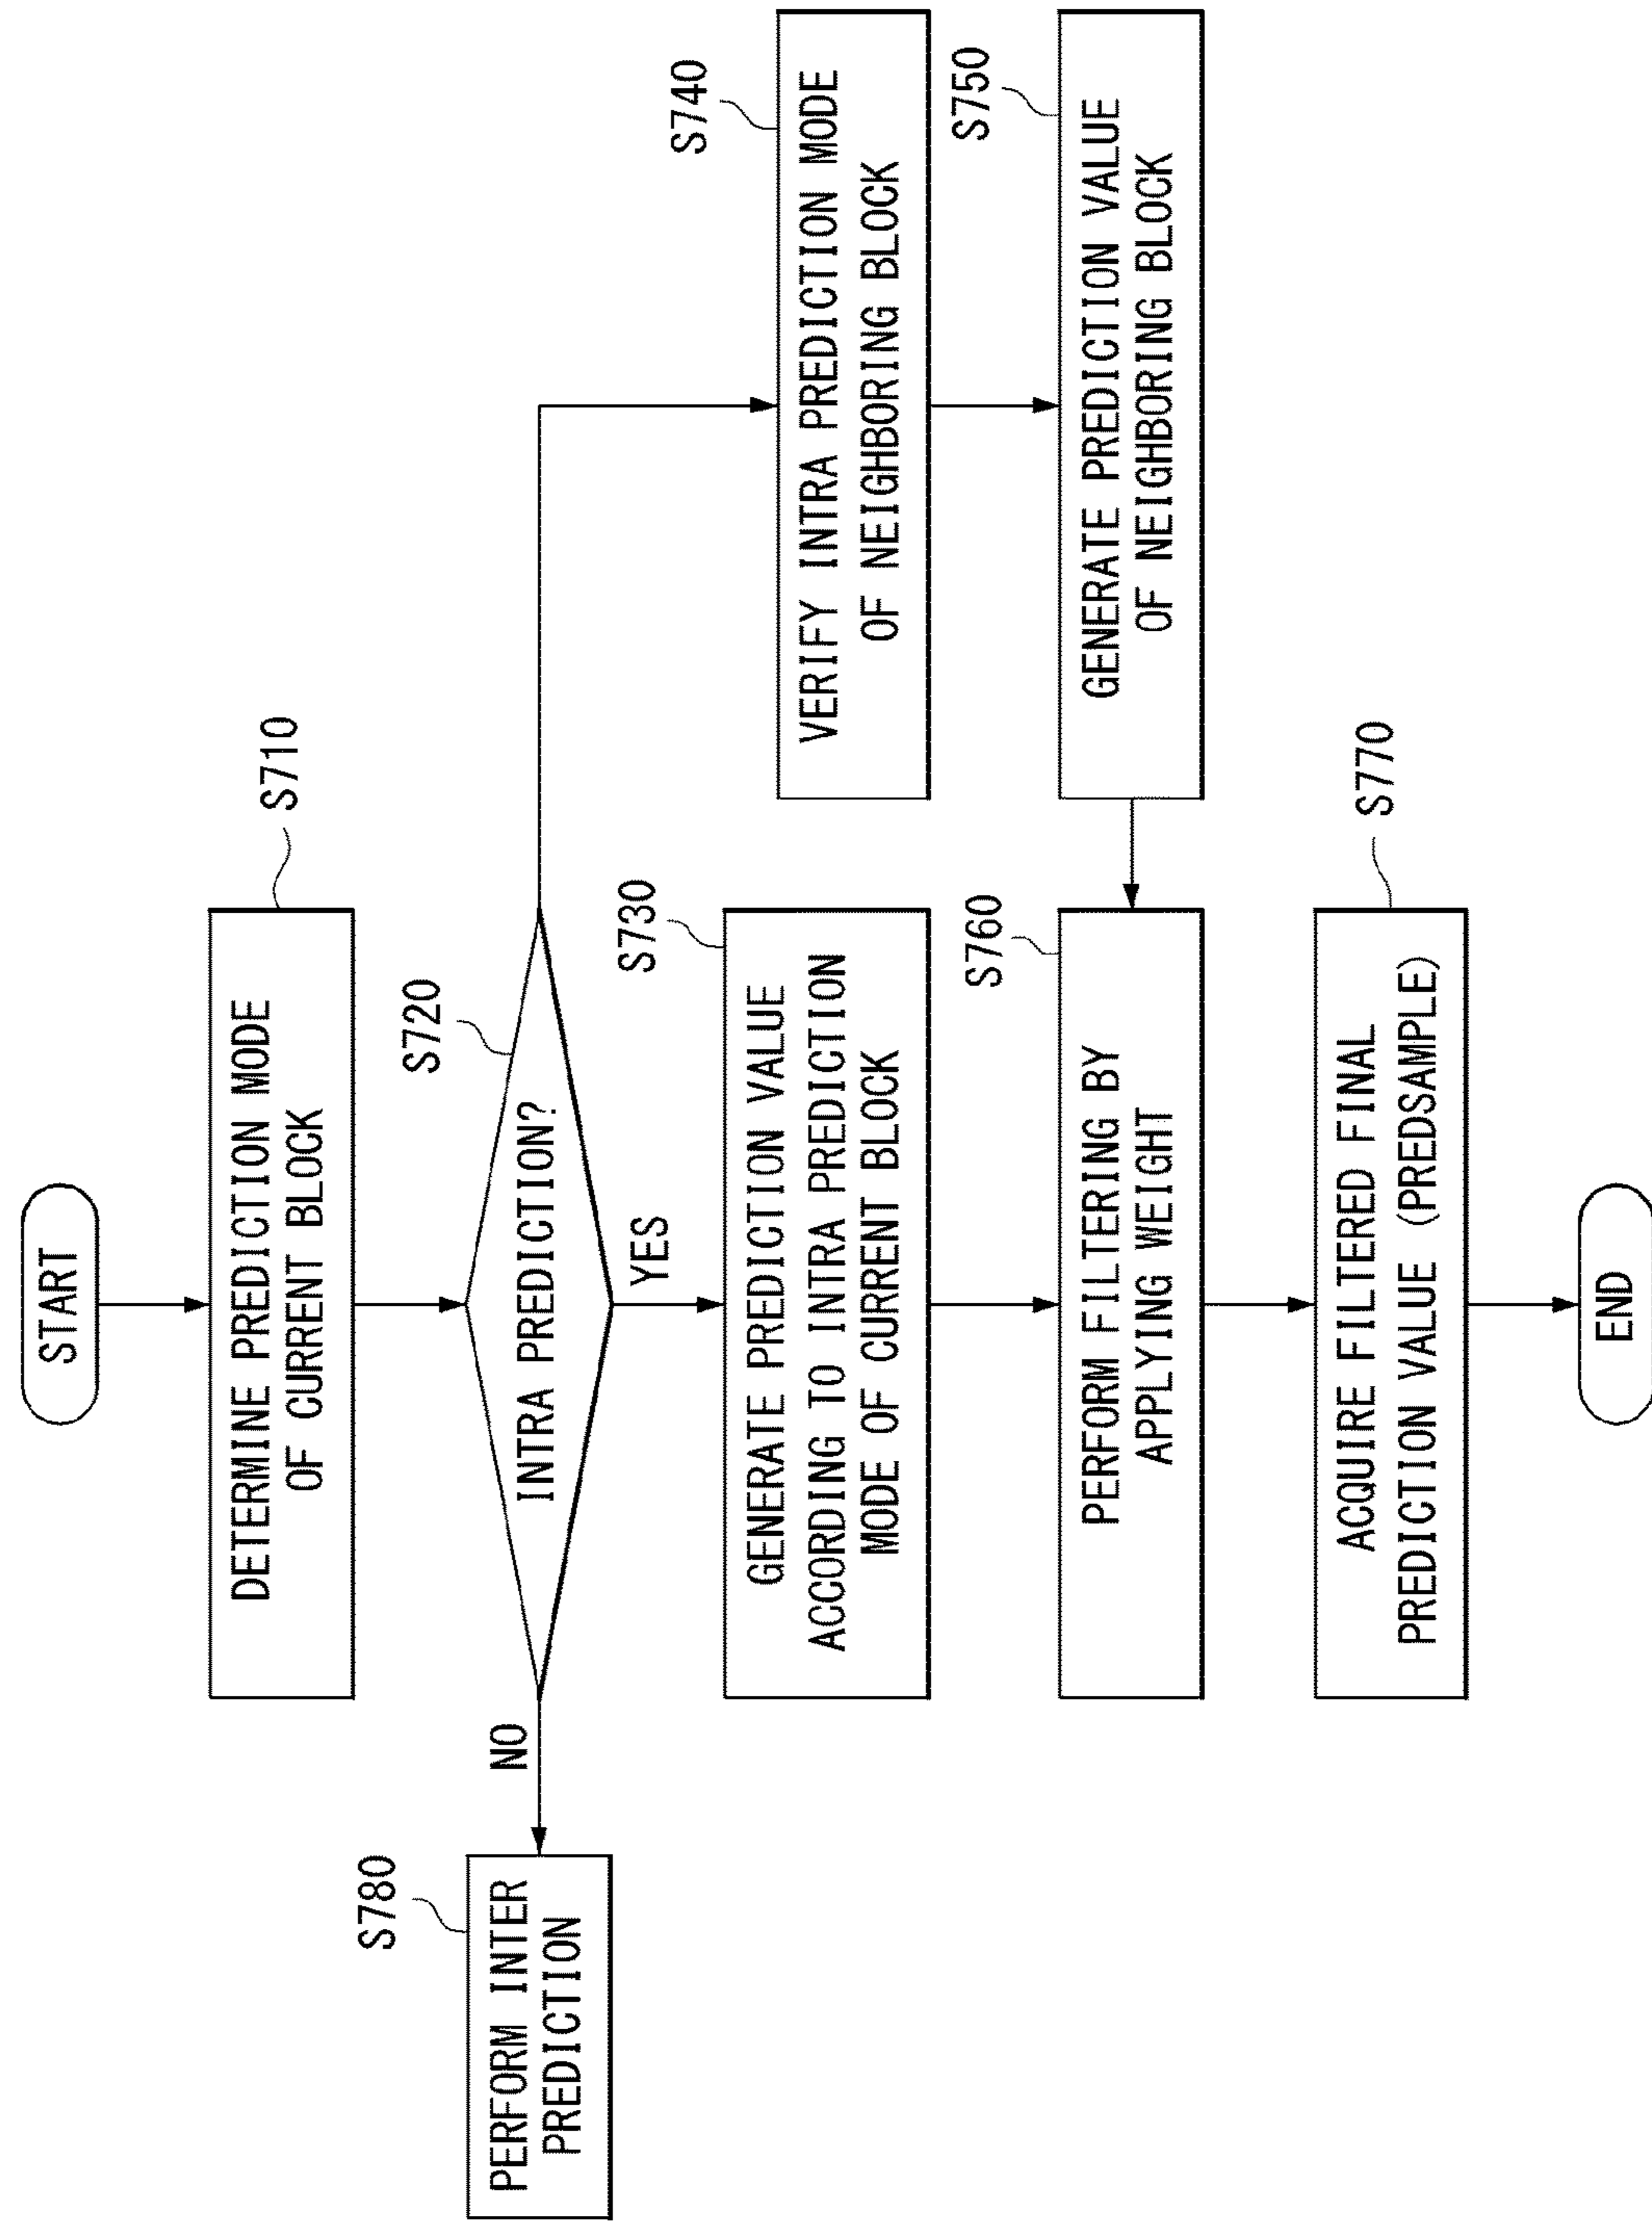 START
S710
DETERMINE PREDICTION MODE
OF CURRENT BLOCK
S720
INTRA PREDICTION?
NO
YES
S780
PERFORM INTER
PREDICTION
S730
GENERATE PREDICTION VALUE
ACCORDING TO INTRA PREDICTION
MODE OF CURRENT BLOCK
S740
VERIFY INTRA PREDICTION MODE
OF NEIGHBORING BLOCK
S750
GENERATE PREDICTION VALUE
OF NEIGHBORING BLOCK
S760
PERFORM FILTERING BY
APPLYING WEIGHT
S770
ACQUIRE FILTERED FINAL
PREDICTION VALUE (PREDSAMPLE)
END